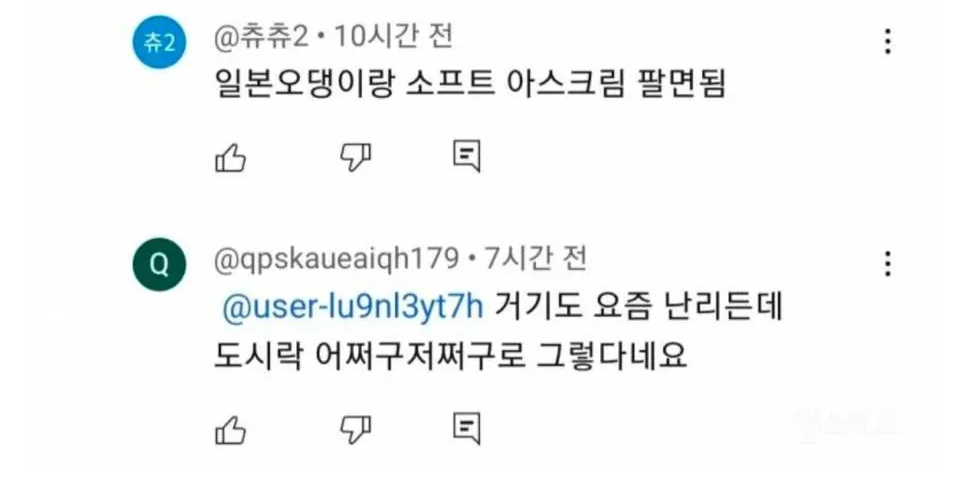 츄2
@츄츄2 • 10시간 전
일본오댕이랑 소프트 아스크림 팔면됨
Q
@qpskaueaiqh179 • 7시간 전
@user-lu9nl3yt7h 거기도 요즘 난리든데
도시락 어쩌구저쩌구로 그렇다네요